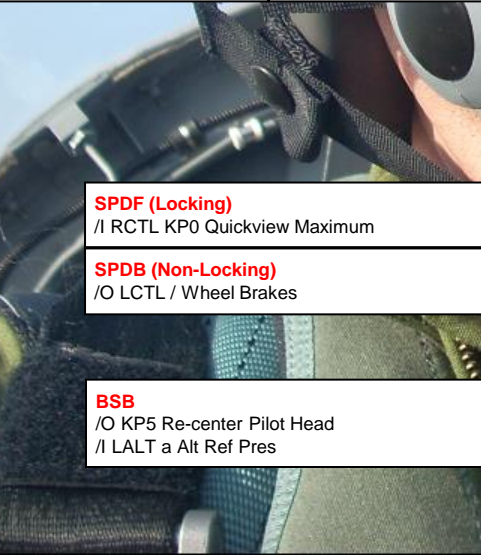 SPDF (Locking)
/I RCTL KP0 Quickview Maximum
SPDB (Non-Locking)
/O LCTL / Wheel Brakes
BSB
/O KP5 Re-center Pilot Head
/I LALT a Alt Ref Pres